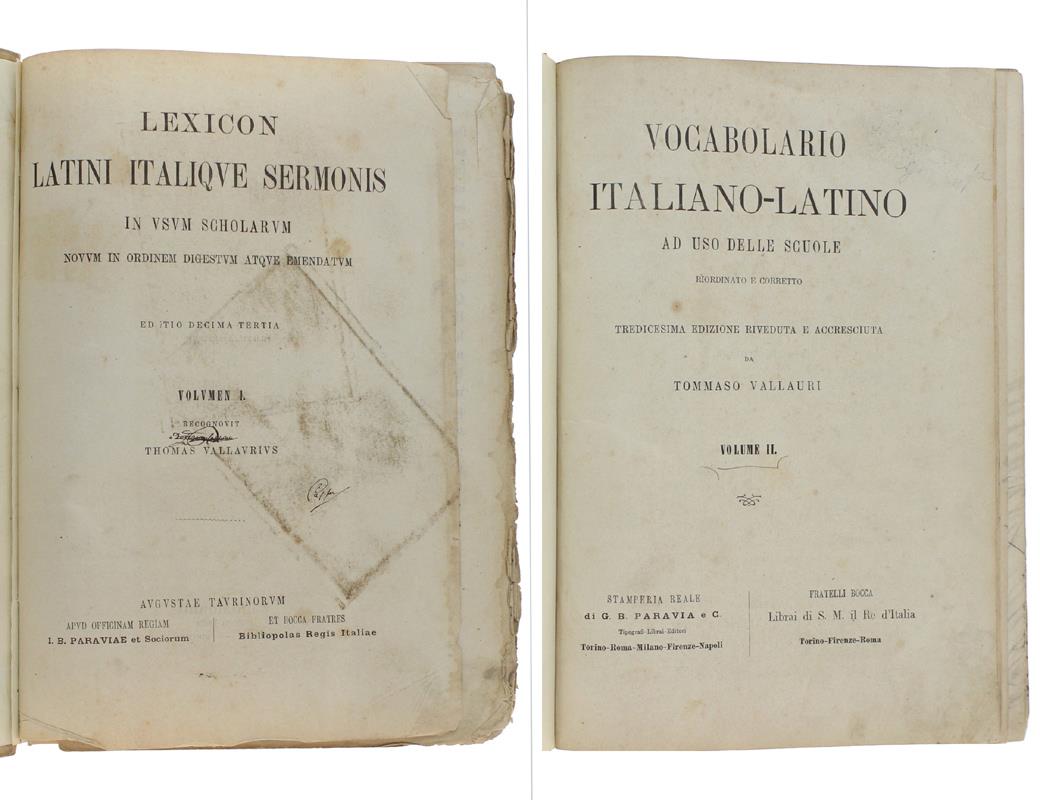 LEXICON
LATINI ITALIQVE SERMONIS
IN VSVM SCHOLARVM
NOVVM IN ORDINEM DIGESTVM ATQVE EMENDATVM
EDITIO DECIMA TERTIA
VOLVMEN I.
RECOGNOVIT
THOMAS VALLAVRIVS
AVGVSTAE TAVRINORVM
APVD OFFICINAM REGIAM
I. B. PARAVIAE et Sociorum
ET BOCCA FRATRES
Bibliopolas Regis Italiae
VOCABOLARIO
ITALIANO-LATINO
AD USO DELLE SCUOLE
RIORDINATO E CORRETTO
TREDICESIMA EDIZIONE RIVEDUTA E ACCRESCIUTA
DA
TOMMASO VALLAURI
VOLUME II.
STAMPERIA REALE
di G. B. PARAVIA e C.
Tipografi-Librai-Editori
Torino-Roma-Milano-Firenze-Napoli
FRATELLI BOCCA
Librai di S. M. il Re d'Italia
Torino-Firenze-Roma